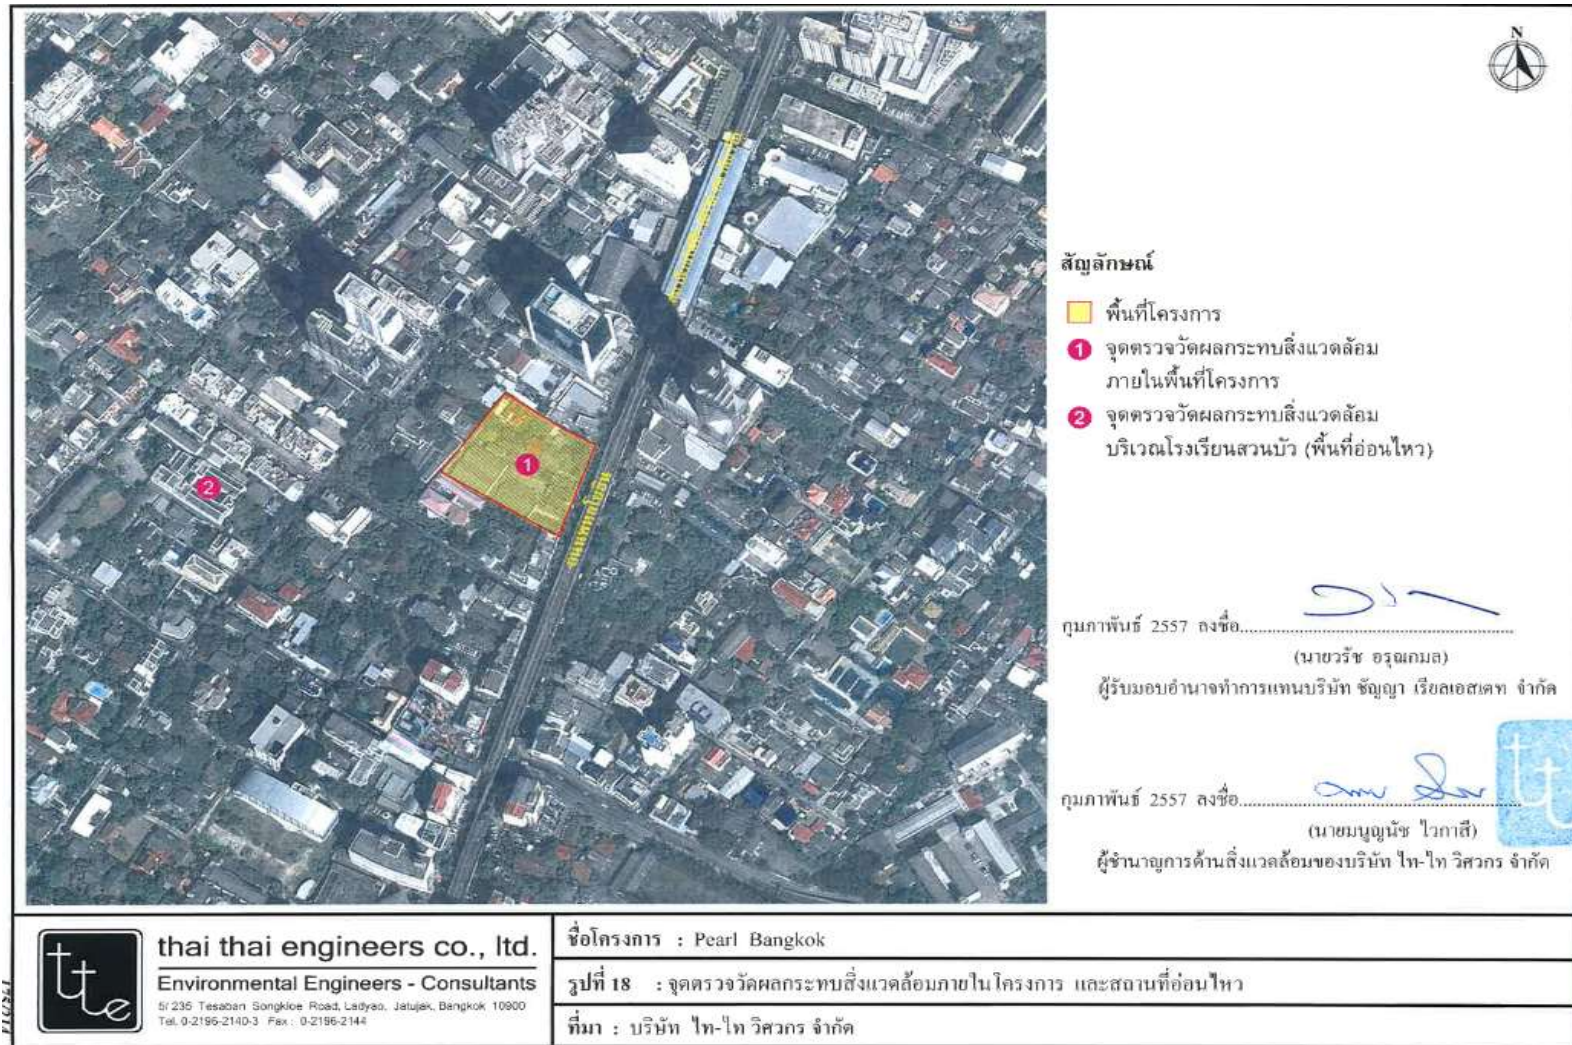 N
สัญลักษณ์
พื้นที่โครงการ
1 จุดตรวจวัดผลกระทบสิ่งแวดล้อม
ภายในพื้นที่โครงการ
2 จุดตรวจวัดผลกระทบสิ่งแวดล้อม
บริเวณโรงเรียนสวนบัว (พื้นที่อ่อนไหว)
1
2
ถนนพหลโยธิน
กุมภาพันธ์ 2557 ลงชื่อ
(นายวรัช อรุณกมล)
ผู้รับมอบอำนาจทำการแทนบริษัท ชัญญา เรียลเอสเตท จำกัด
กุมภาพันธ์ 2557 ลงชื่อ
(นายมนูญนัช ไวกาสี)
ผู้ชำนาญการด้านสิ่งแวดล้อมของบริษัท ไท-ไท วิศวกร จำกัด
tte
thai thai engineers co., ltd.
Environmental Engineers - Consultants
5/235 Tesaban Songkloe Road, Ladyao, Jatujak, Bangkok 10900
Tel. 0-2196-2140-3 Fax : 0-2196-2144
ชื่อโครงการ : Pearl Bangkok
รูปที่ 18 : จุดตรวจวัดผลกระทบสิ่งแวดล้อมภายในโครงการ และสถานที่อ่อนไหว
ที่มา : บริษัท ไท-ไท วิศวกร จำกัด